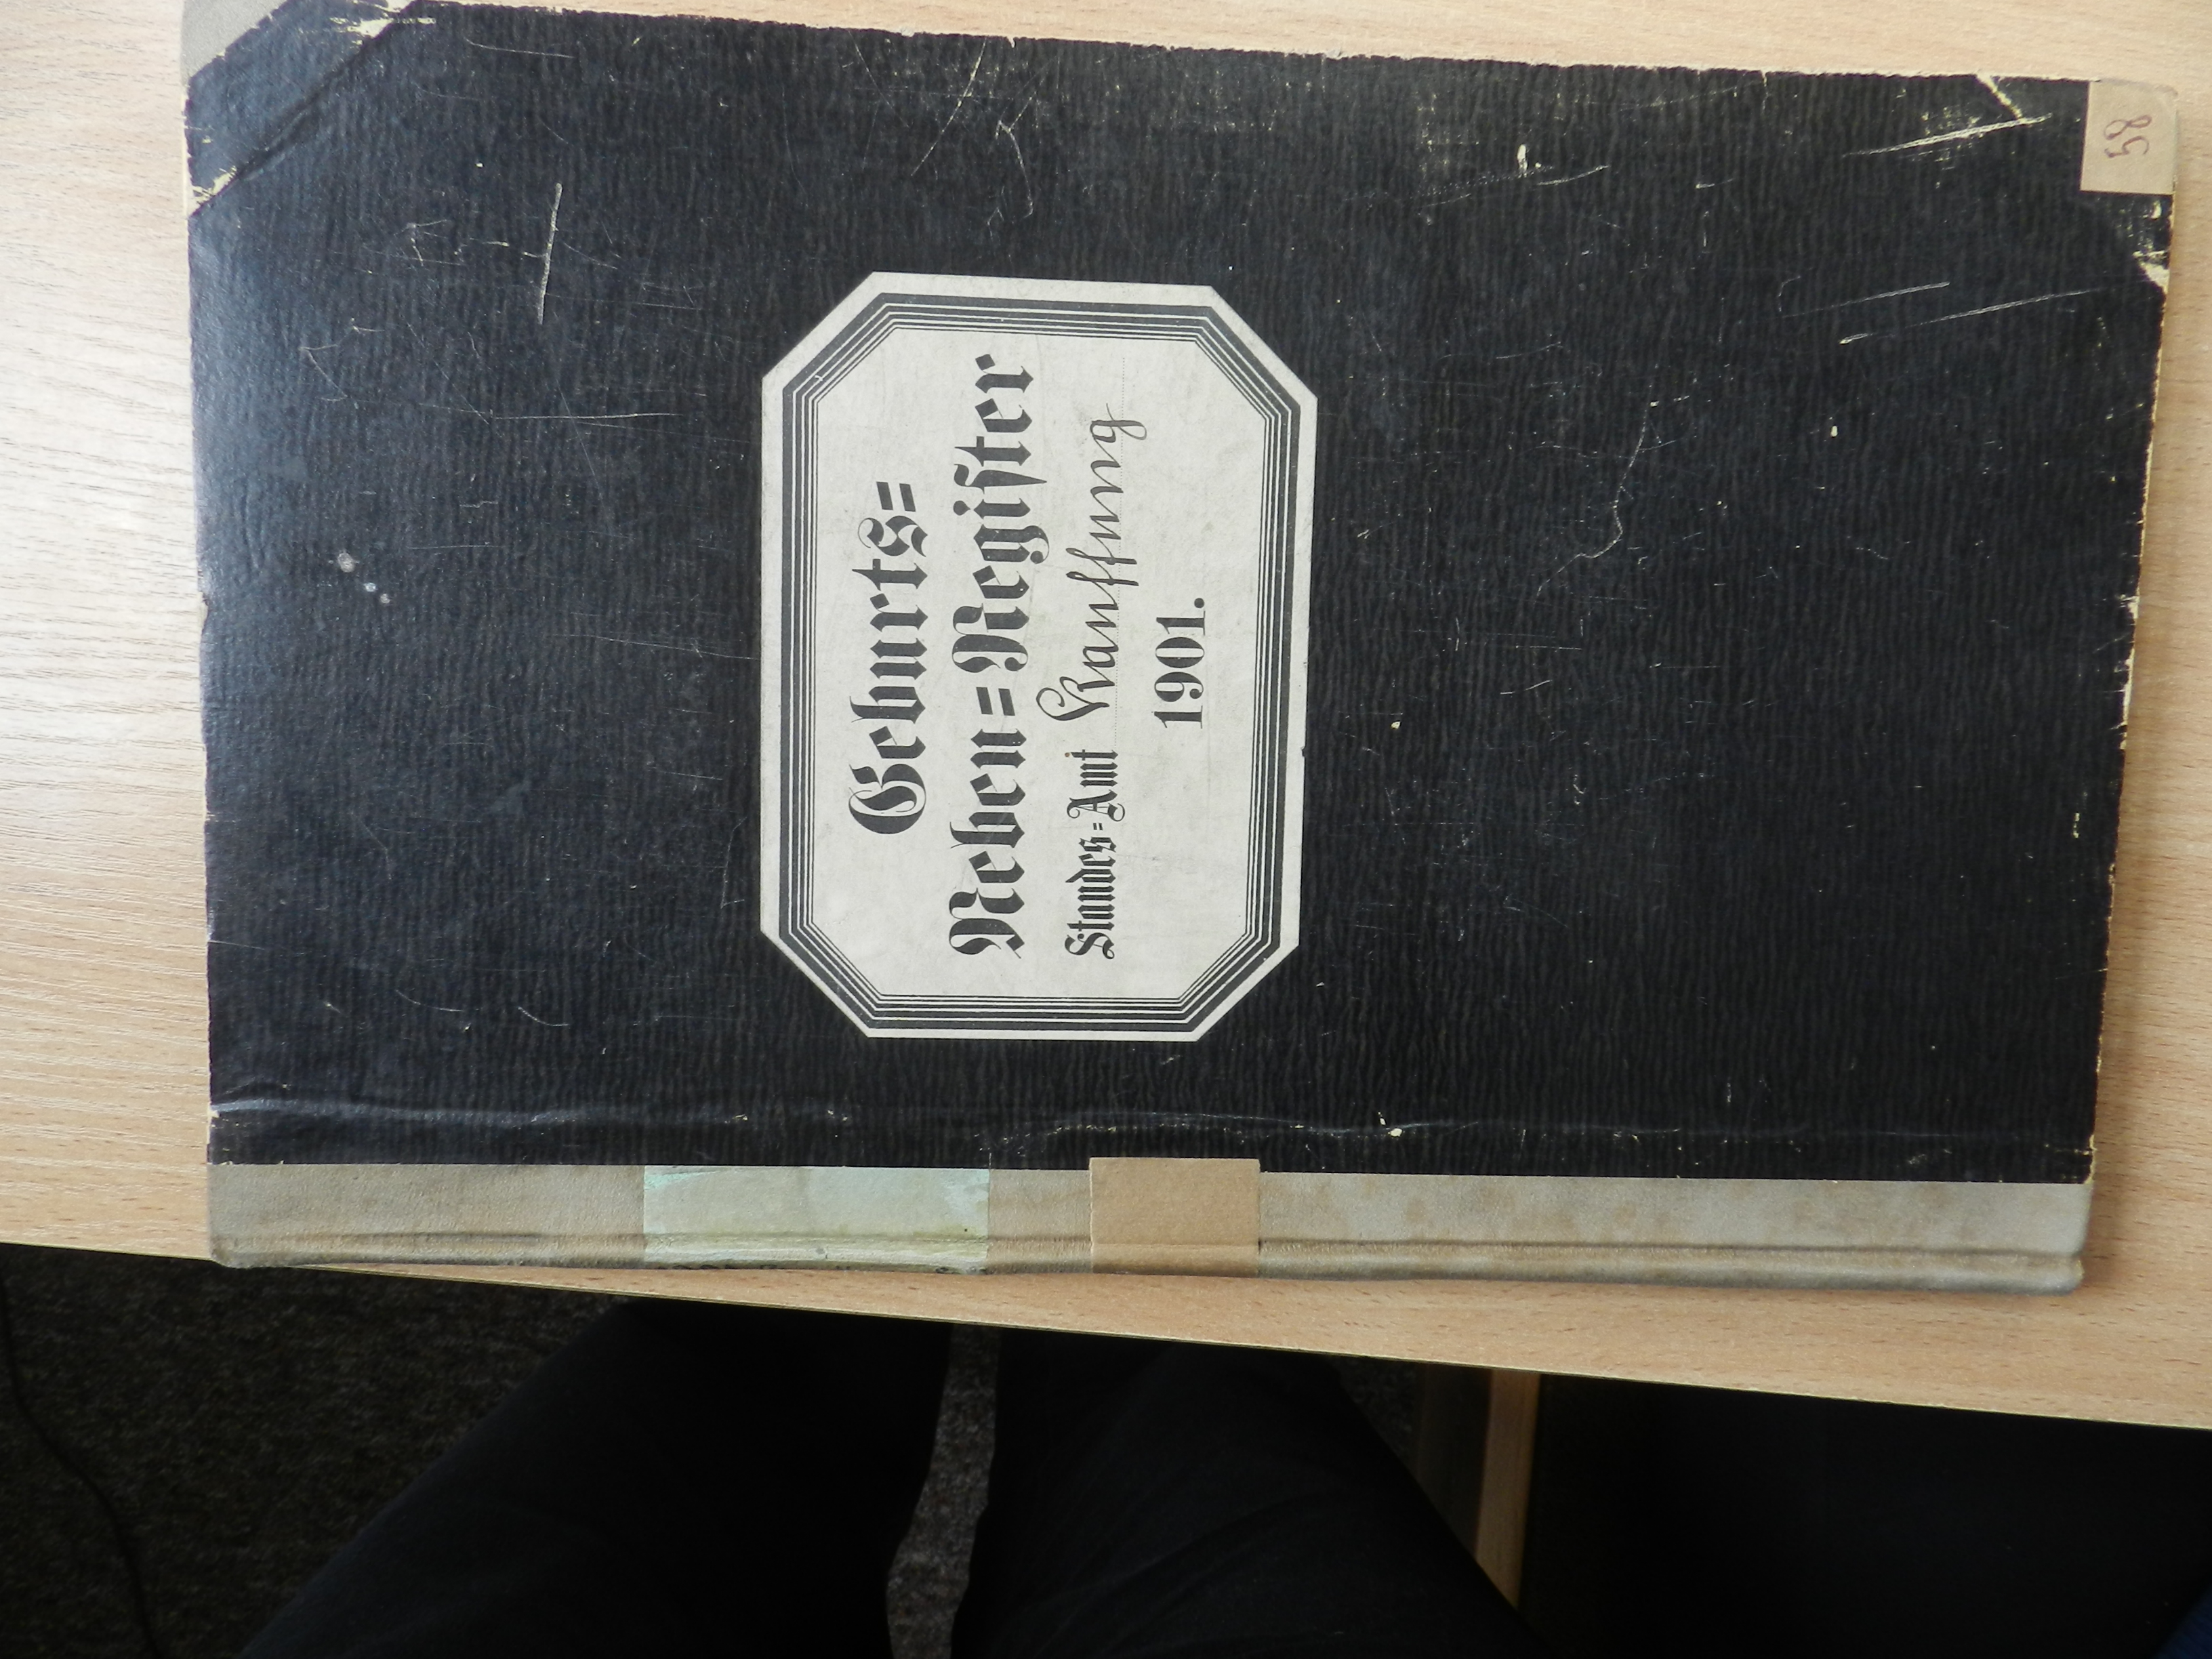 Geburts=
Neben=Register
Standes=Amt Kauffung
1901.
58